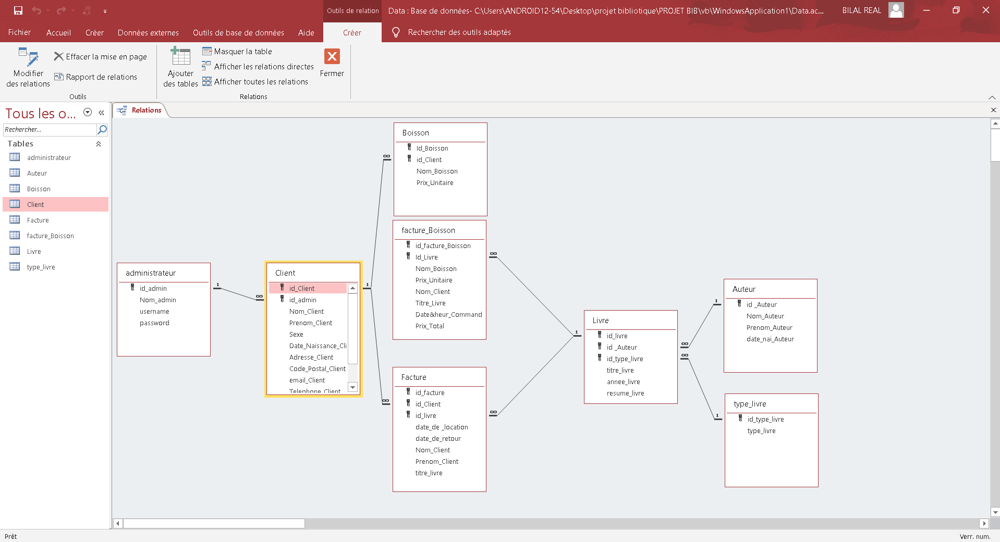 Outils de relation
Data : Base de données- C:\Users\ANDROID12-54\Desktop\projet bibliotique\PROJET BIB\vb\WindowsApplication1\Data.ac...
BILAL REAL
Fichier
Accueil
Créer
Données externes
Outils de base de données
Aide
Créer
Rechercher des outils adaptés
Modifier
des relations
Effacer la mise en page
Rapport de relations
Outils
Ajouter
des tables
Masquer la table
Afficher les relations directes
Afficher toutes les relations
Fermer
Relations
Tous les o...
Rechercher...
Tables
administrateur
Auteur
Boisson
Client
Facture
facture_Boisson
Livre
type_livre
Relations
administrateur
id_admin
Nom_admin
username
password
1
∞
Client
id_Client
id_admin
Nom_Client
Prenom_Client
Sexe
Date_Naissance_Cli
Adresse_Client
Code_Postal_Client
email_Client
Telephone_Client
1
∞
∞
Boisson
Id_Boisson
id_Client
Nom_Boisson
Prix_Unitaire
facture_Boisson
id_facture_Boisson
Id_Livre
Nom_Boisson
Prix_Unitaire
Nom_Client
Titre_Livre
Date&heur_Command
Prix_Total
∞
Facture
id_facture
id_Client
id_livre
date_de _location
date_de_retour
Nom_Client
Prenom_Client
titre_livre
∞
1
Livre
id_livre
id _Auteur
id_type_livre
titre_livre
annee_livre
resume_livre
∞
∞
1
1
Auteur
id _Auteur
Nom_Auteur
Prenom_Auteur
date_nai_Auteur
type_livre
id_type_livre
type_livre
Prêt
Verr. num.